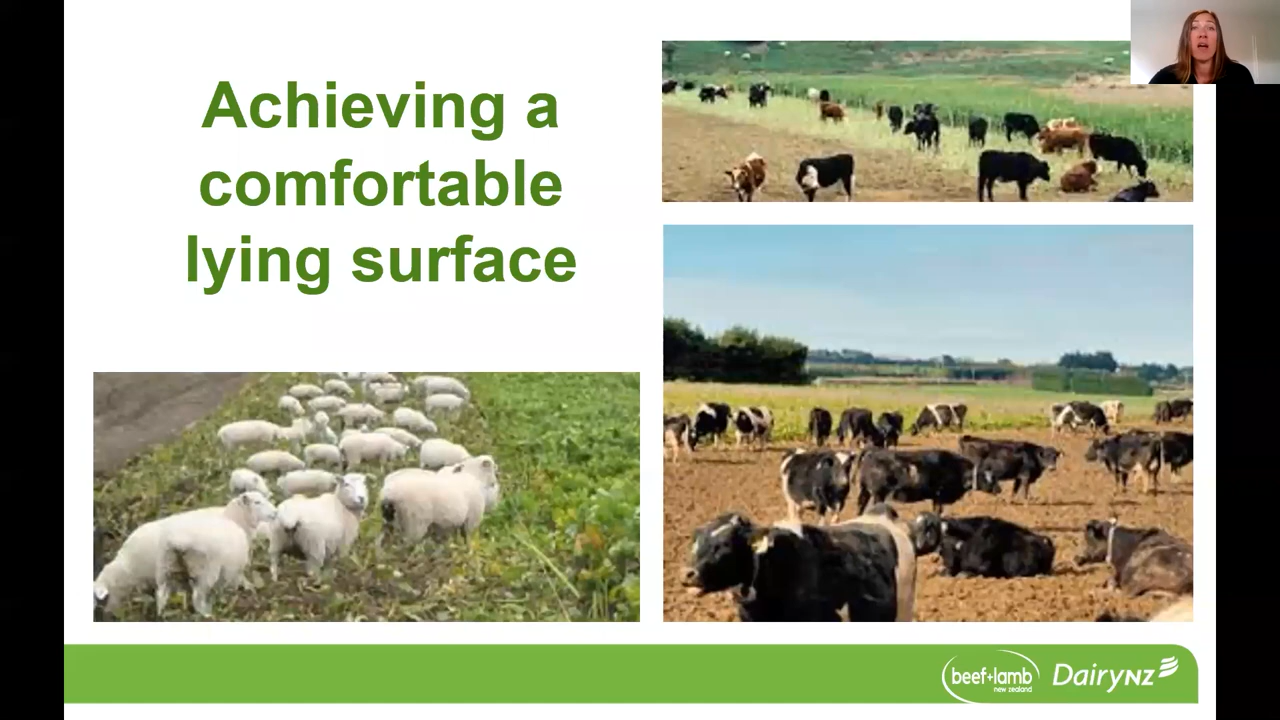 Achieving a
comfortable
lying surface
beef+lamb
new zealand
DairyNZ